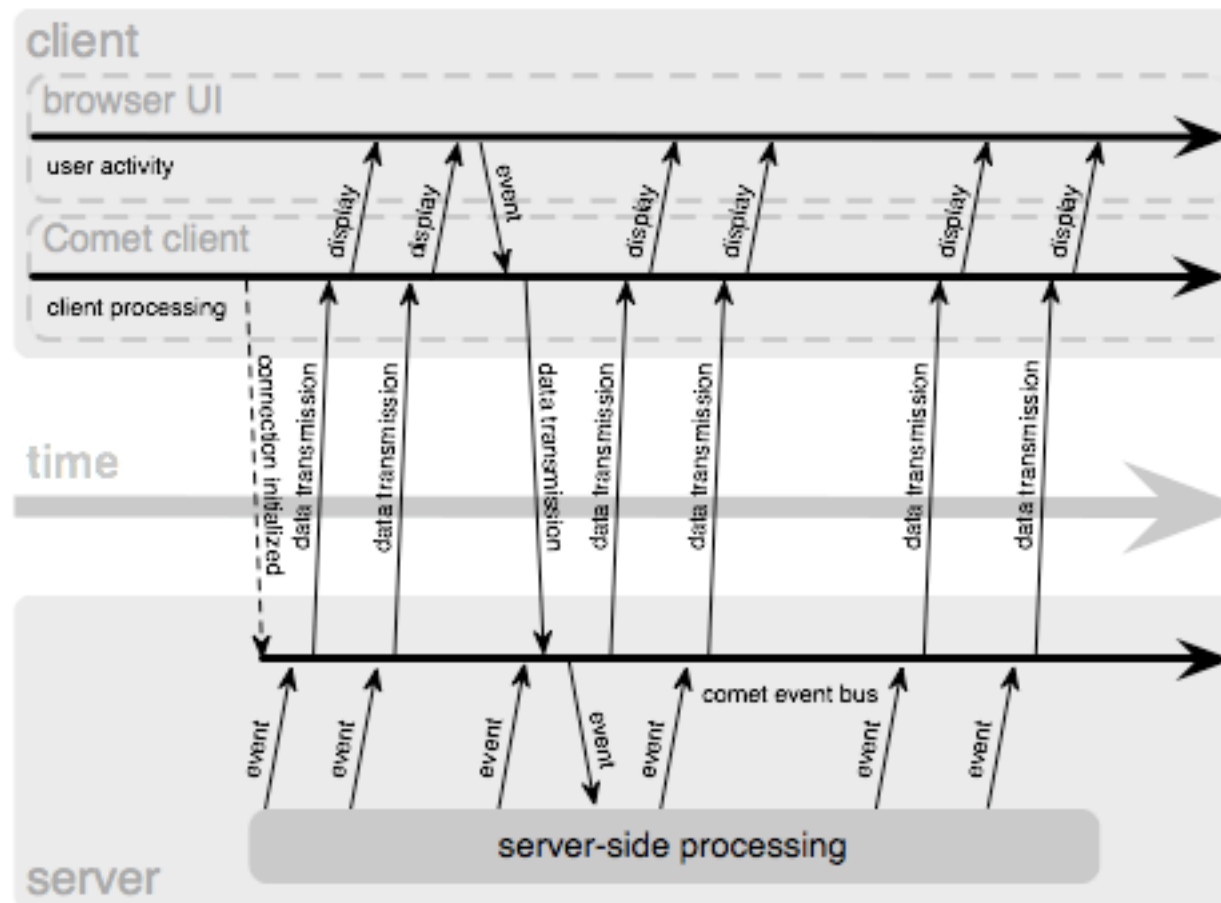 client
browser UI
user activity
display
display
event
display
display
display
display
Comet client
client processing
connection initialized
data transmission
data transmission
data transmission
data transmission
data transmission
data transmission
data transmission
time
comet event bus
event
event
event
event
event
event
event
server-side processing
server